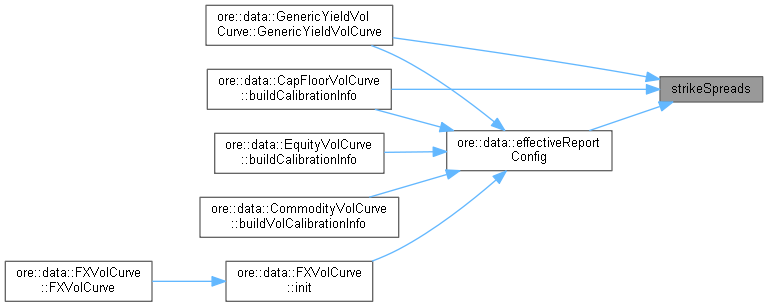 ore::data::GenericYieldVol
Curve::GenericYieldVolCurve
ore::data::CapFloorVolCurve
::buildCalibrationInfo
strikeSpreads
ore::data::EquityVolCurve
::buildCalibrationInfo
ore::data::effectiveReport
Config
ore::data::CommodityVolCurve
::buildVolCalibrationInfo
ore::data::FXVolCurve
::FXVolCurve
ore::data::FXVolCurve
::init